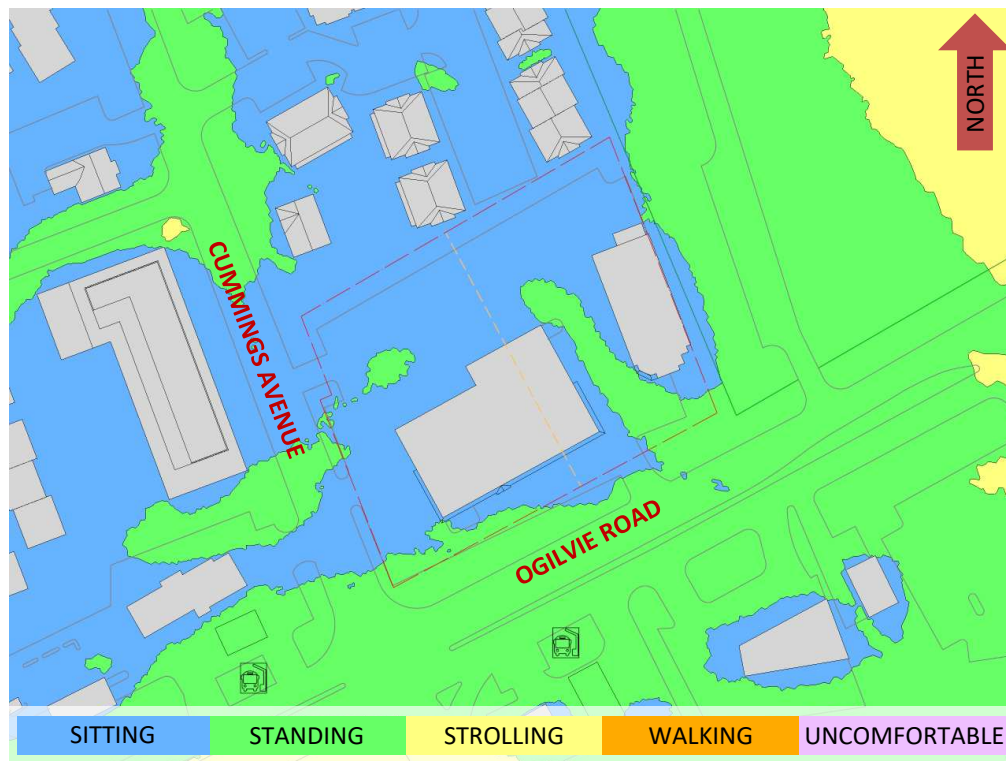 NORTH
CUMMINGS AVENUE
OGILVIE ROAD
SITTING
STANDING
STROLLING
WALKING
UNCOMFORTABLE